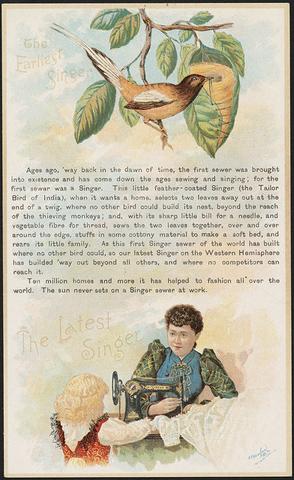 The
Earliest
Singer
Ages ago, 'way back in the dawn of time, the first sewer was brought
into existence and has come down the ages sewing and singing; for the
first sewer was a Singer. This little feather-coated Singer (the Tailor
Bird of India), when it wants a home, selects two leaves away out at the
end of a twig, where no other bird could build its nest, beyond the reach
of the thieving monkeys; and, with its sharp little bill for a needle, and
vegetable fibre for thread, sews the two leaves together, over and over
around the edge, stuffs in some cottony material to make a soft bed, and
rears its little family. As this first Singer sewer of the world has built
where no other bird could, so our latest Singer on the Western Hemisphere
has builded 'way out beyond all others, and where no competitors can
reach it.
Ten million homes and more it has helped to fashion all over the
world. The sun never sets on a Singer sewer at work.
The Latest
Singer